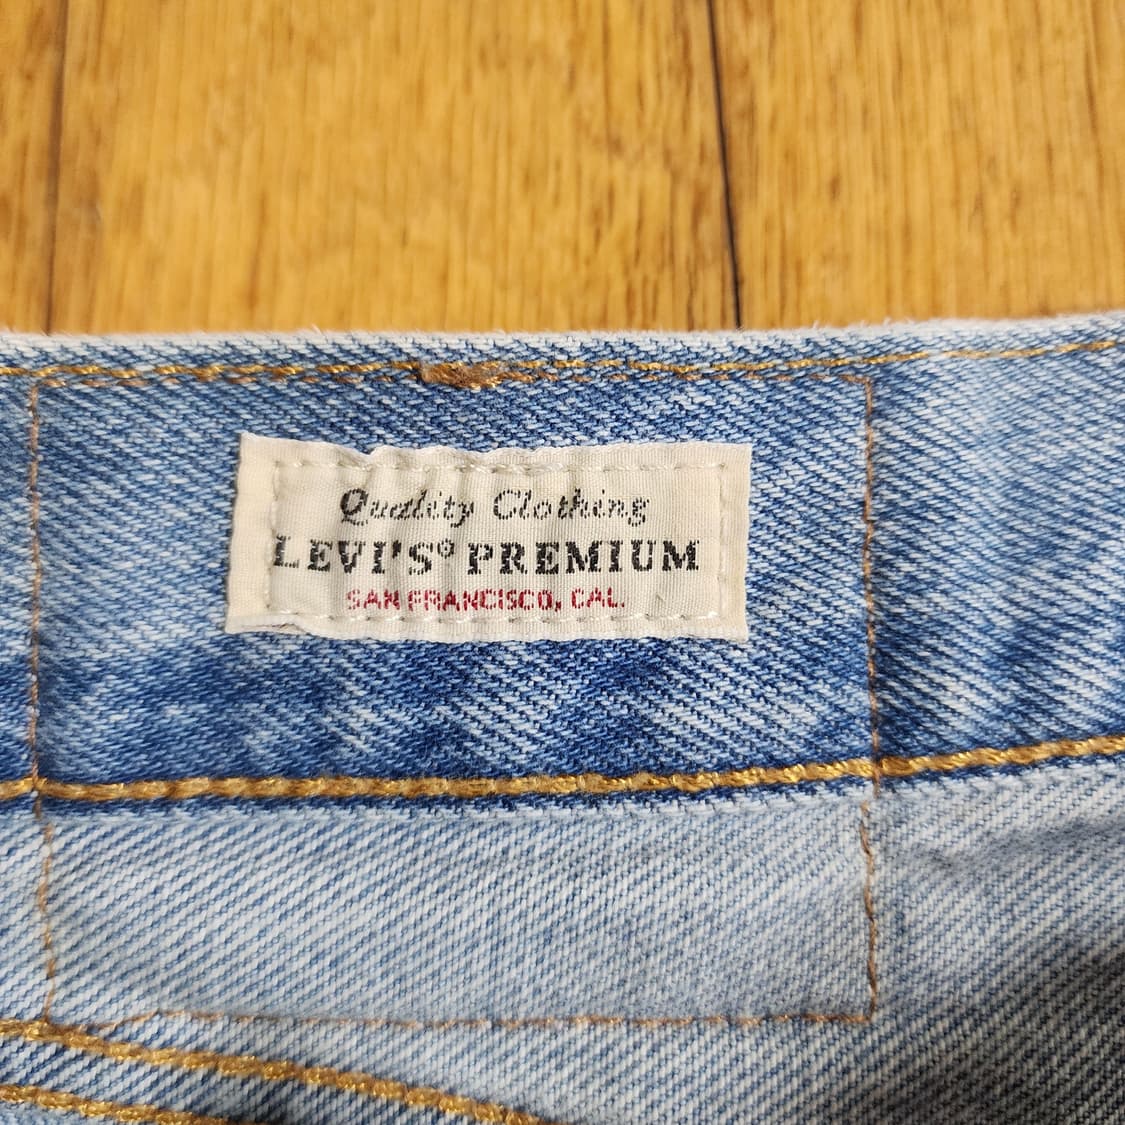 Quality Clothing
LEVI'S® PREMIUM
SAN FRANCISCO, CAL.